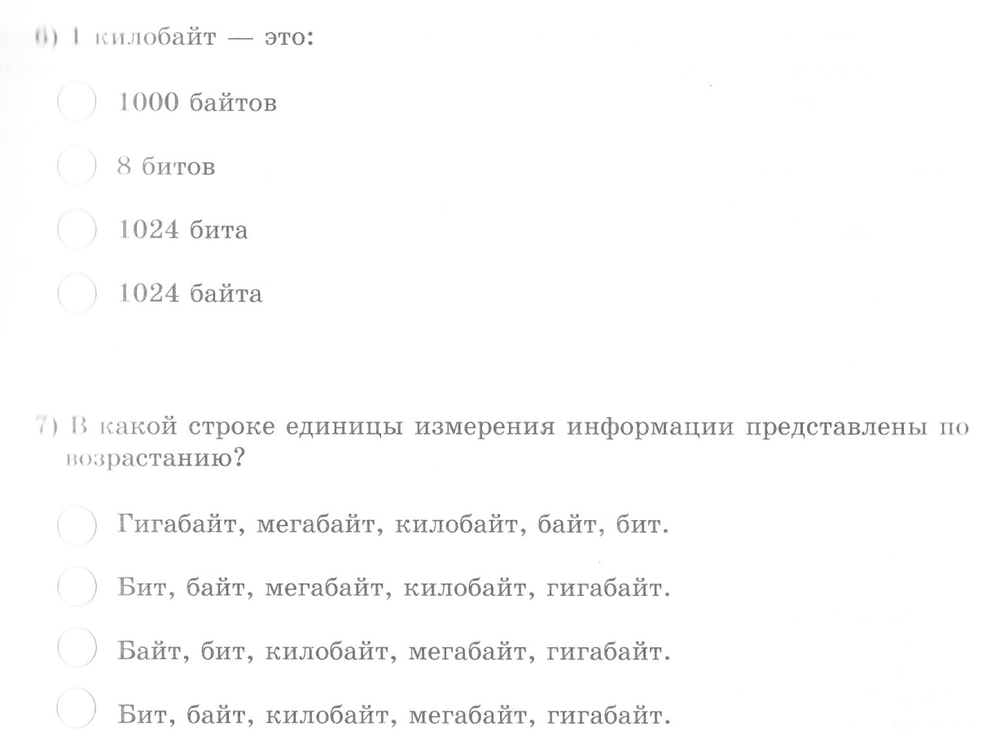 6) 1 килобайт — это:
1000 байтов
8 битов
1024 бита
1024 байта
7) В какой строке единицы измерения информации представлены по
возрастанию?
Гигабайт, мегабайт, килобайт, байт, бит.
Бит, байт, мегабайт, килобайт, гигабайт.
Байт, бит, килобайт, мегабайт, гигабайт.
Бит, байт, килобайт, мегабайт, гигабайт.